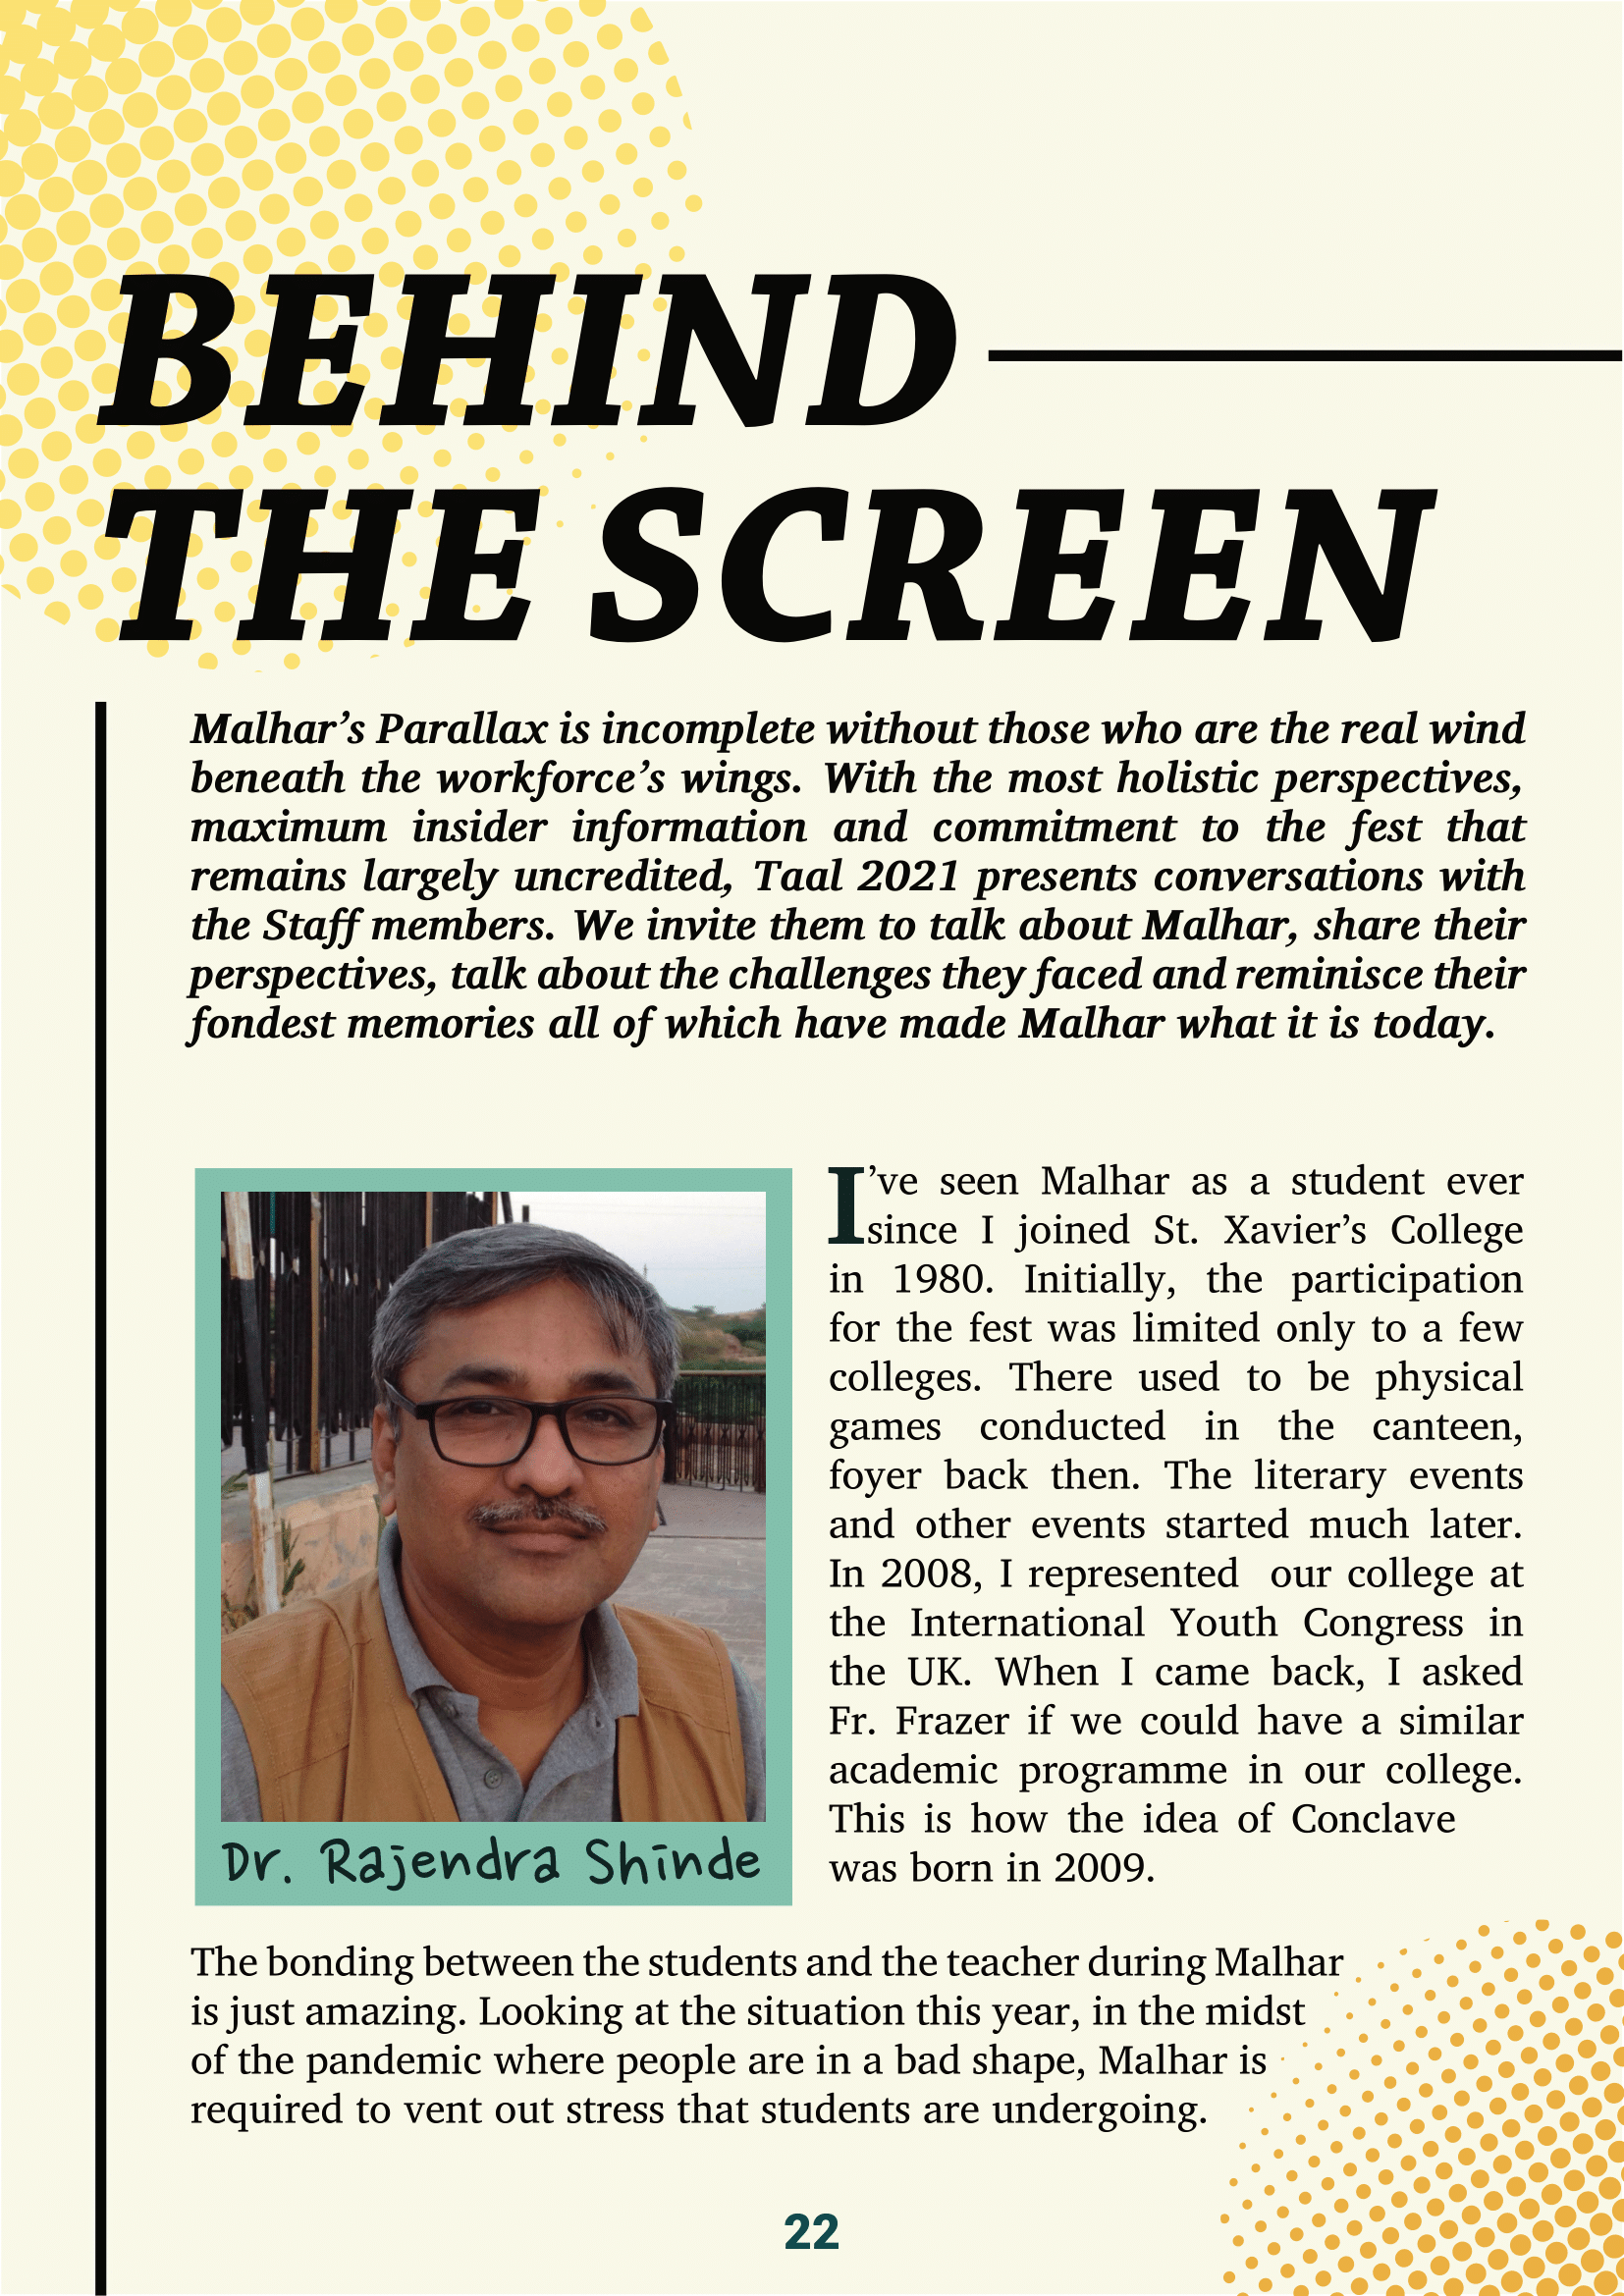 BEHIND
THE SCREEN
Malhar’s Parallax is incomplete without those who are the real wind
beneath the workforce’s wings. With the most holistic perspectives,
maximum insider information and commitment to the fest that
remains largely uncredited, Taal 2021 presents conversations with
the Staff members. We invite them to talk about Malhar, share their
perspectives, talk about the challenges they faced and reminisce their
fondest memories all of which have made Malhar what it is today.
I’ve seen Malhar as a student ever
since I joined St. Xavier’s College
in 1980. Initially, the participation
for the fest was limited only to a few
colleges. There used to be physical
games conducted in the canteen,
foyer back then. The literary events
and other events started much later.
In 2008, I represented our college at
the International Youth Congress in
the UK. When I came back, I asked
Fr. Frazer if we could have a similar
academic programme in our college.
This is how the idea of Conclave
was born in 2009.
Dr. Rajendra Shinde
The bonding between the students and the teacher during Malhar
is just amazing. Looking at the situation this year, in the midst
of the pandemic where people are in a bad shape, Malhar is
required to vent out stress that students are undergoing.
22